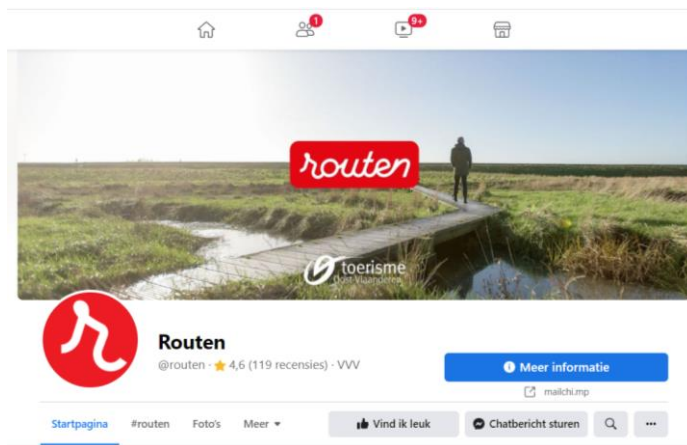 1
9+
routen
toerisme
Oost-Vlaanderen
Routen
@routen · ⭐ 4,6 (119 recensies) · VVV
Meer informatie
mailchi.mp
Startpagina #routen Foto's Meer Vind ik leuk Chatbericht sturen